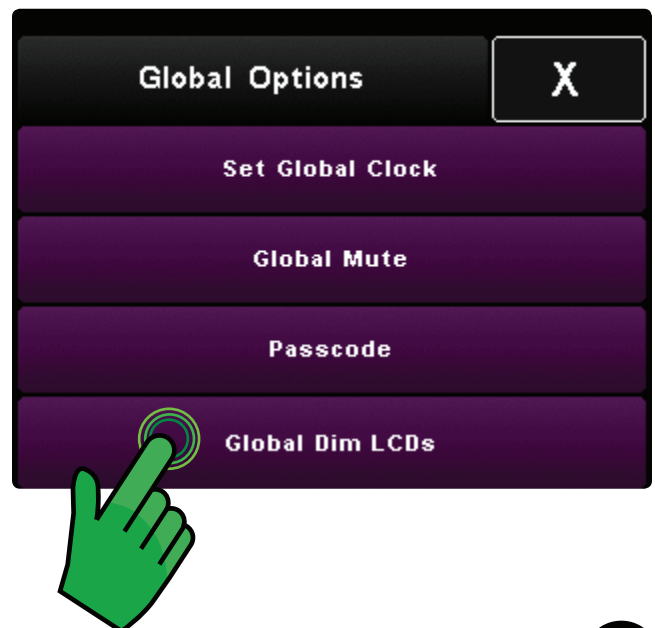 Global Options X
Set Global Clock
Global Mute
Passcode
Global Dim LCDs